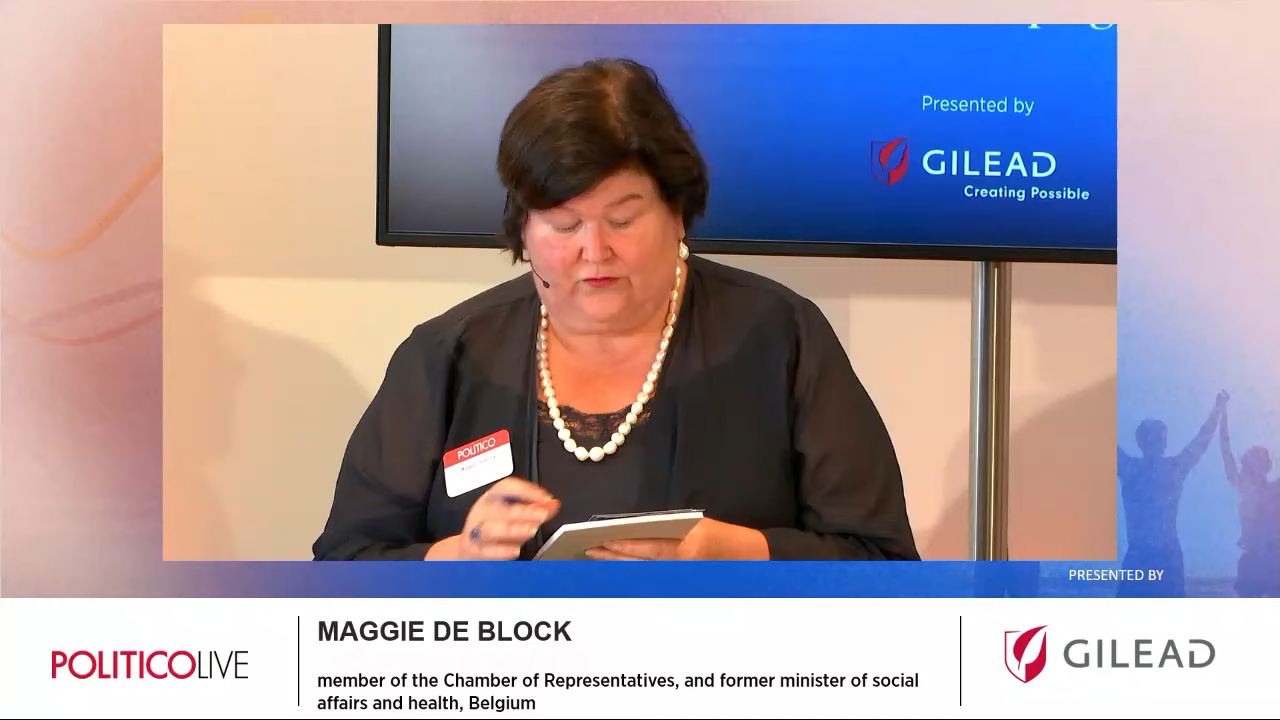 Presented by
GILEAD
Creating Possible
POLITICO
PRESENTED BY
POLITICOLIVE
MAGGIE DE BLOCK
member of the Chamber of Representatives, and former minister of social
affairs and health, Belgium
GILEAD